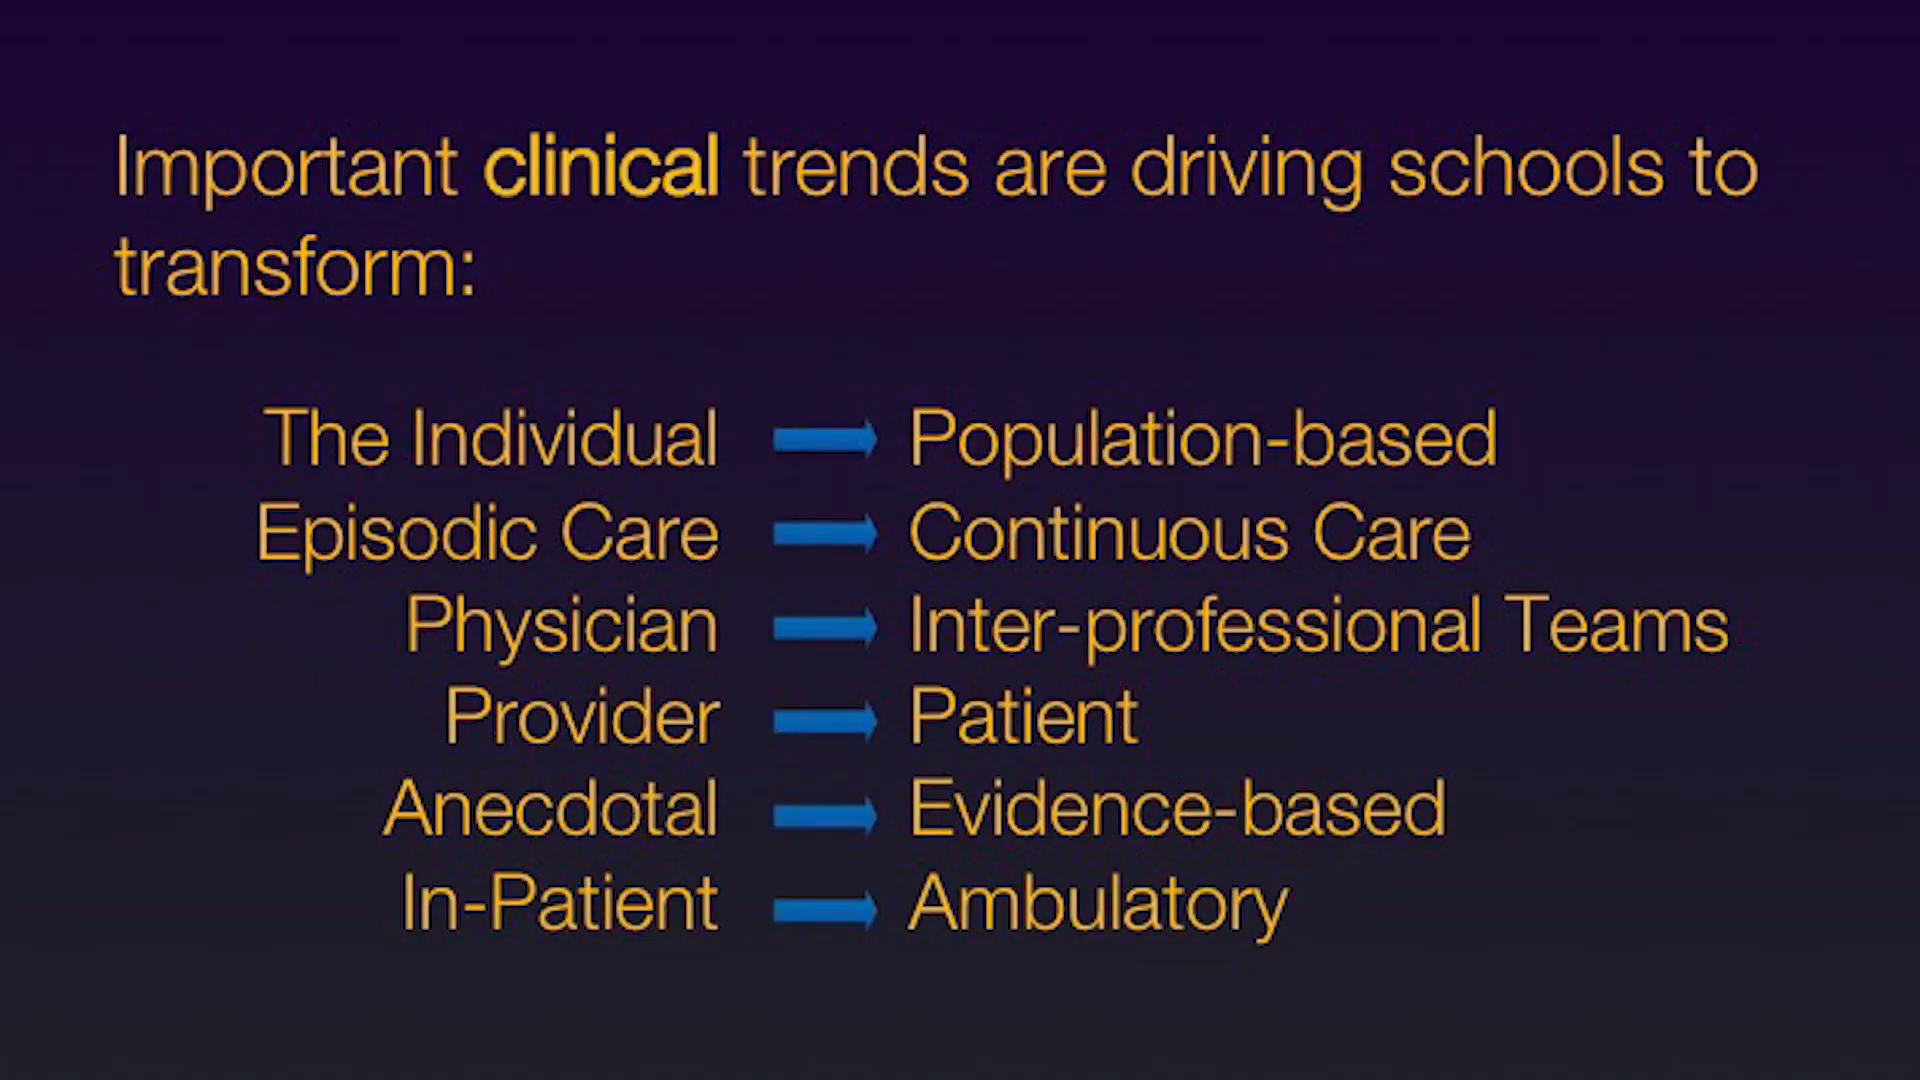 Important clinical trends are driving schools to
transform:
The Individual Population-based
Episodic Care Continuous Care
Physician Inter-professional Teams
Provider Patient
Anecdotal Evidence-based
In-Patient Ambulatory